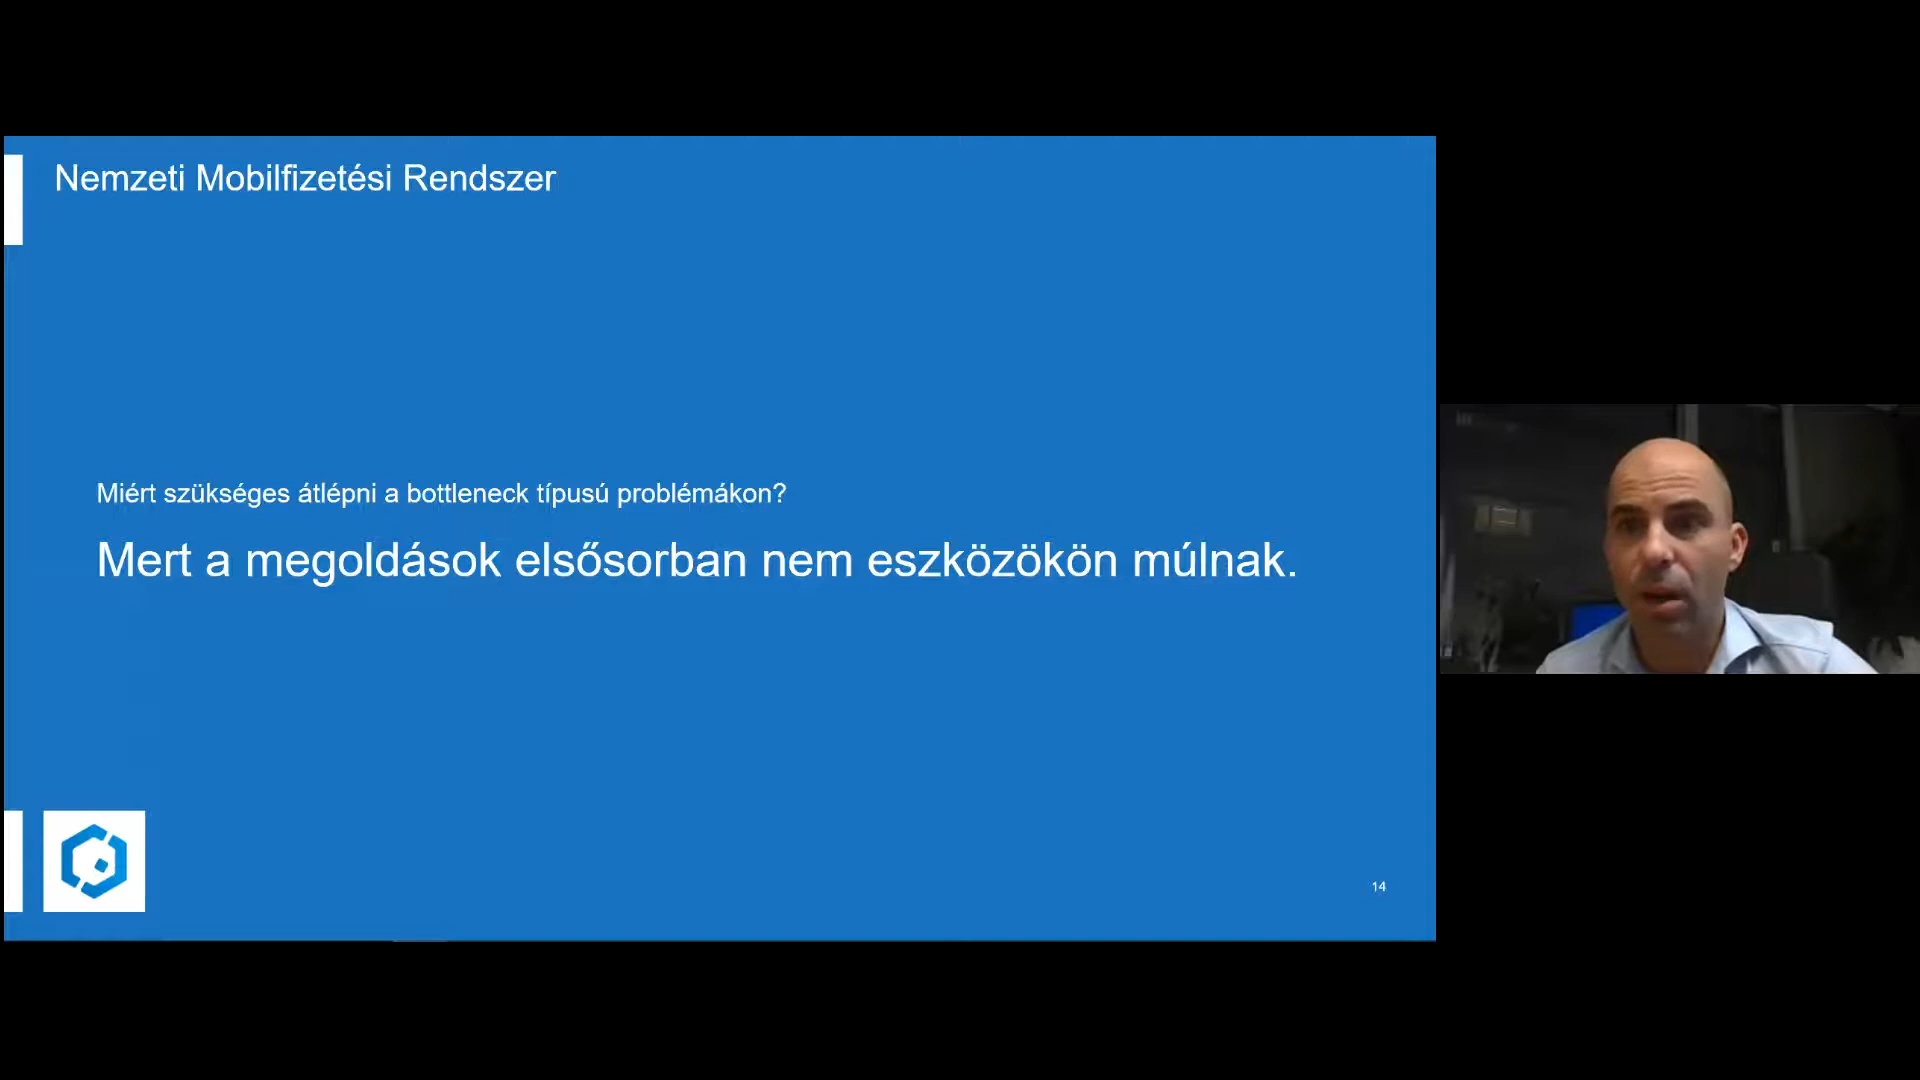 Nemzeti Mobilfizetési Rendszer
Miért szükséges átlépni a bottleneck típusú problémákon?
Mert a megoldások elsősorban nem eszközökön múlnak.
14